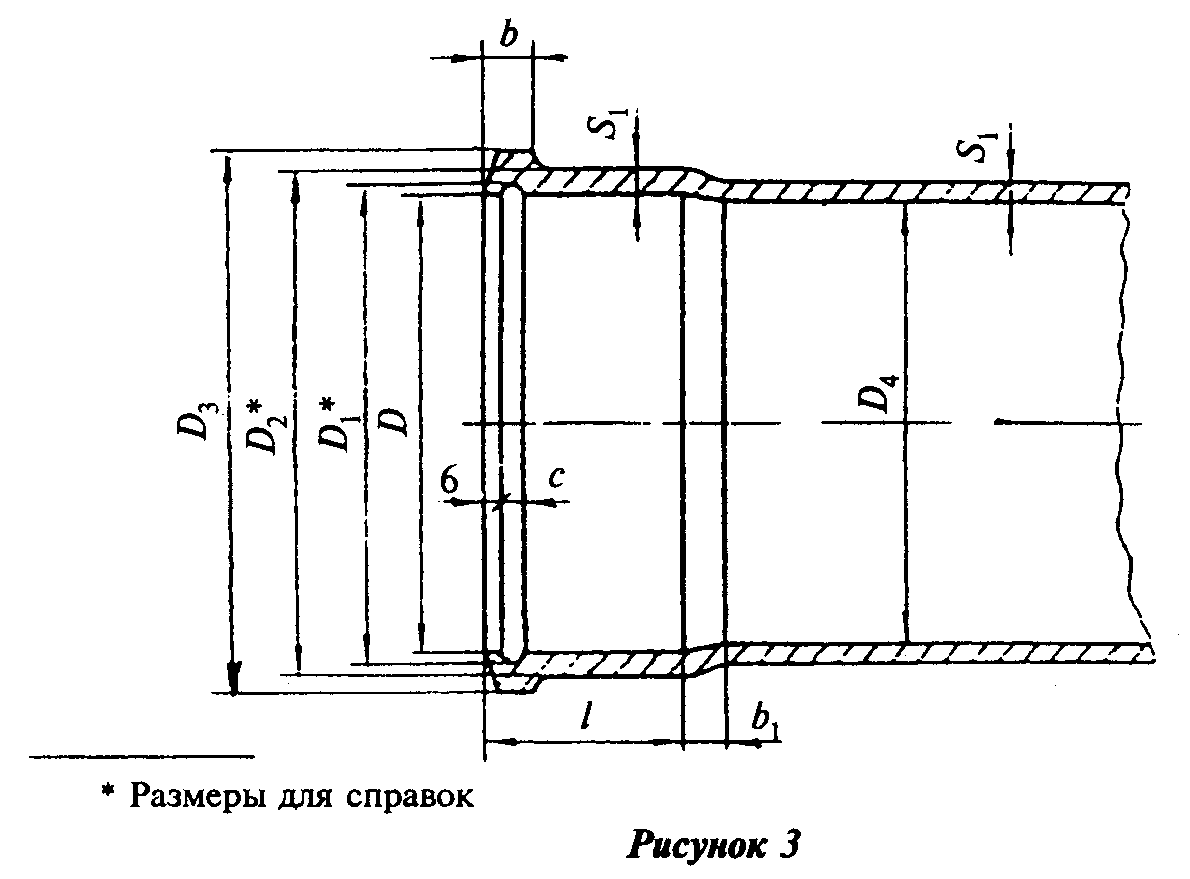 b
S₁
S₁
D₃
D₂*
D₁*
D
D₄
6
c
l
b₁
* Размеры для справок
Рисунок 3